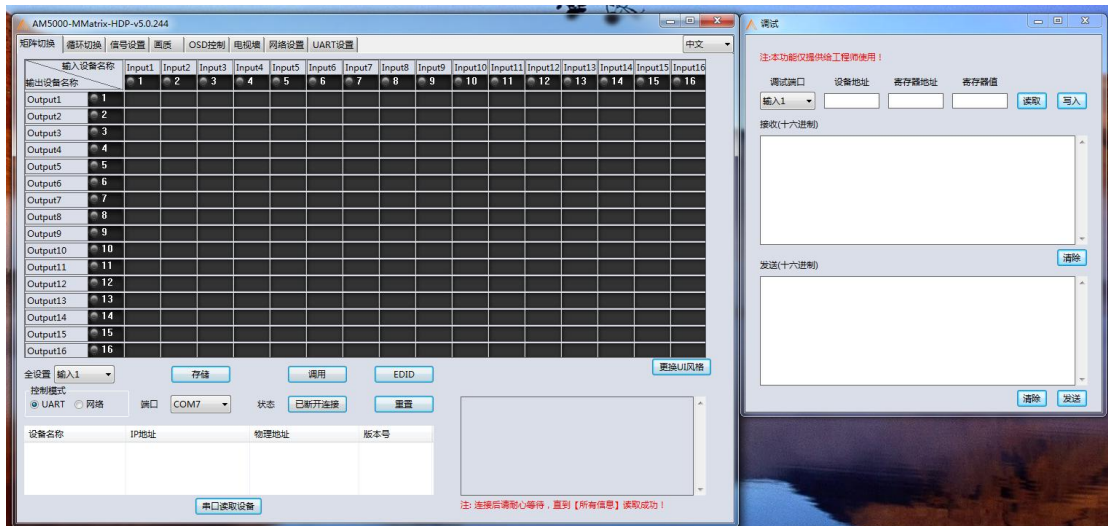 AM5000-MMatrix-HDP-v5.0.244
矩阵切换 循环切换 信号设置 画质 OSD控制 电视墙 网络设置 UART设置 中文
输入设备名称 Input1 Input2 Input3 Input4 Input5 Input6 Input7 Input8 Input9 Input10 Input11 Input12 Input13 Input14 Input15 Input16
输出设备名称 1 2 3 4 5 6 7 8 9 10 11 12 13 14 15 16
Output1 1
Output2 2
Output3 3
Output4 4
Output5 5
Output6 6
Output7 7
Output8 8
Output9 9
Output10 10
Output11 11
Output12 12
Output13 13
Output14 14
Output15 15
Output16 16
更换UI风格
全设置 输入1 存储 调用 EDID
控制模式
UART 网络 端口 COM7 状态 已断开连接 重置
设备名称 IP地址 物理地址 版本号
串口读取设备
注: 连接后请耐心等待，直到【所有信息】读取成功！
调试
注:本功能仅提供给工程师使用！
调试端口 设备地址 寄存器地址 寄存器值
输入1 读取 写入
接收(十六进制)
清除
发送(十六进制)
清除 发送